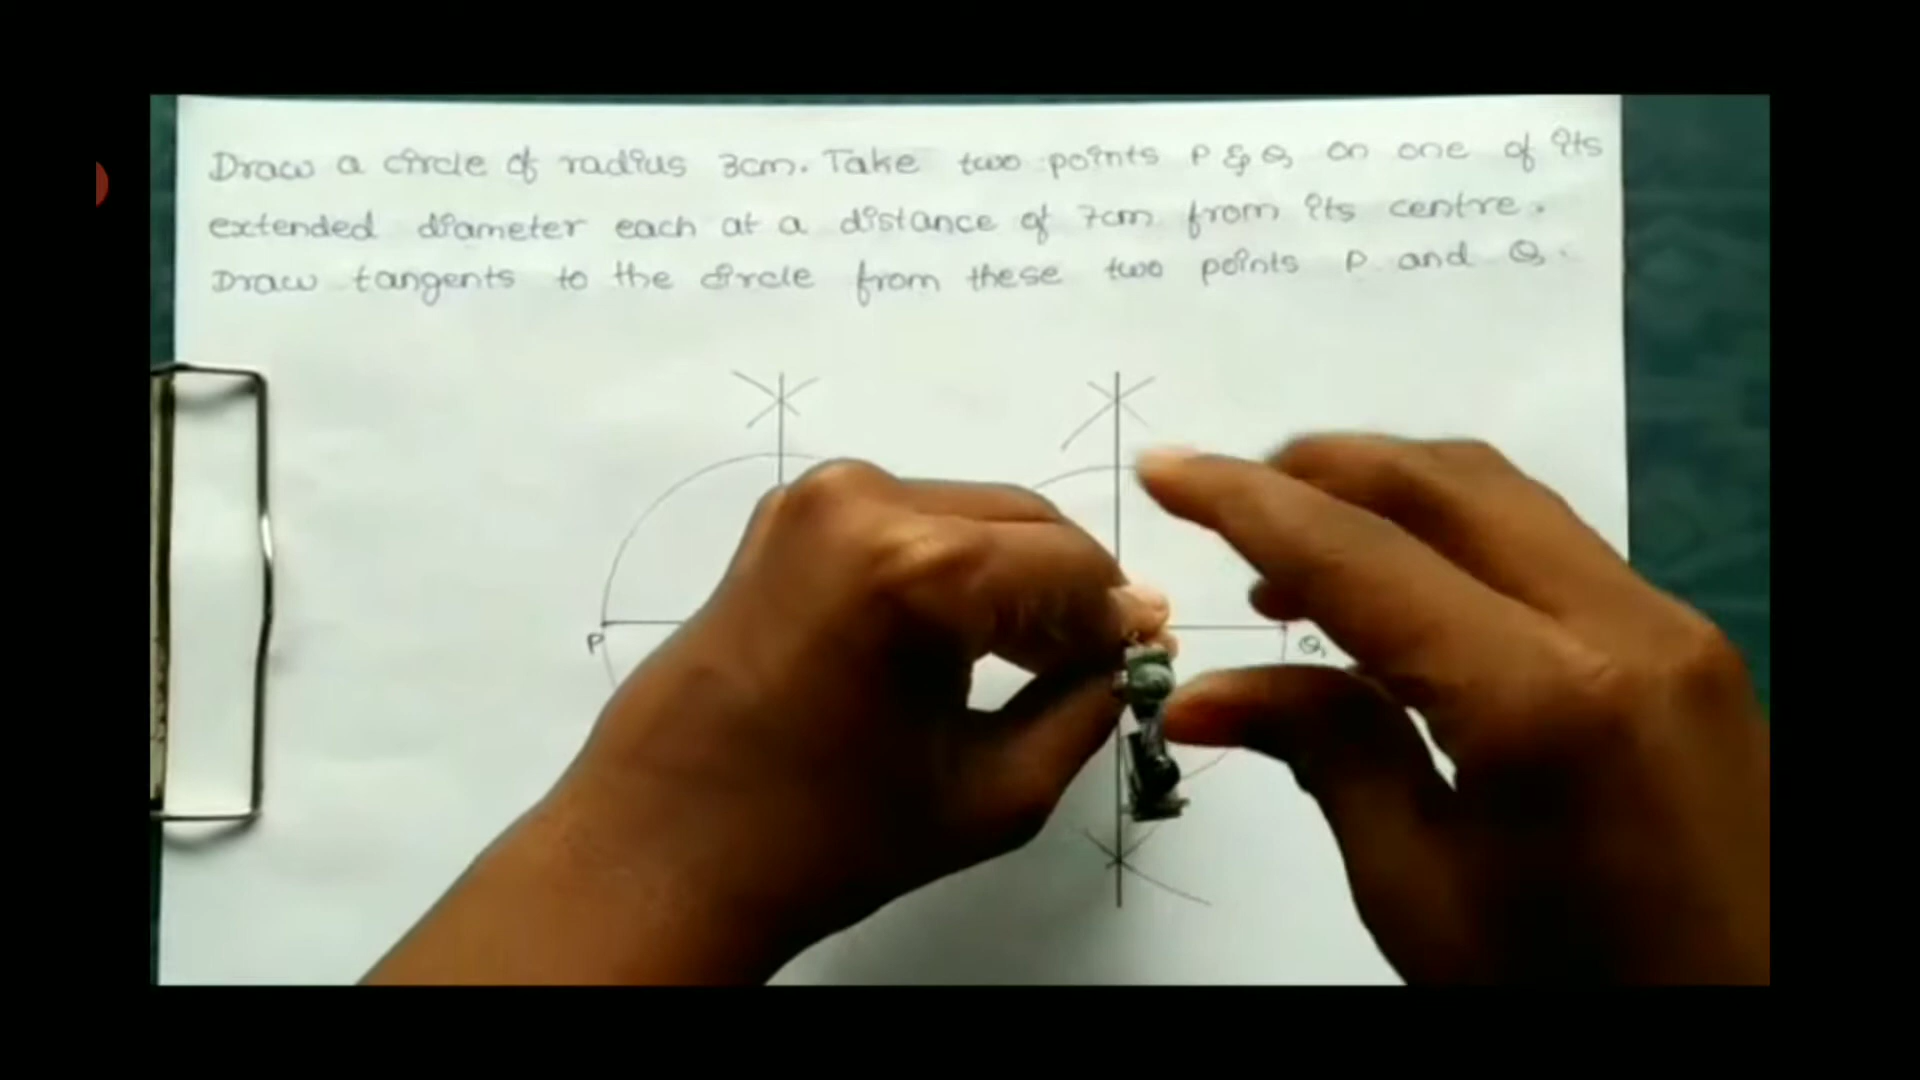 Draw a circle of radius 3cm. Take two points P & Q on one of its
extended diameter each at a distance of 7cm from its centre.
Draw tangents to the circle from these two points P and Q.
P
Q